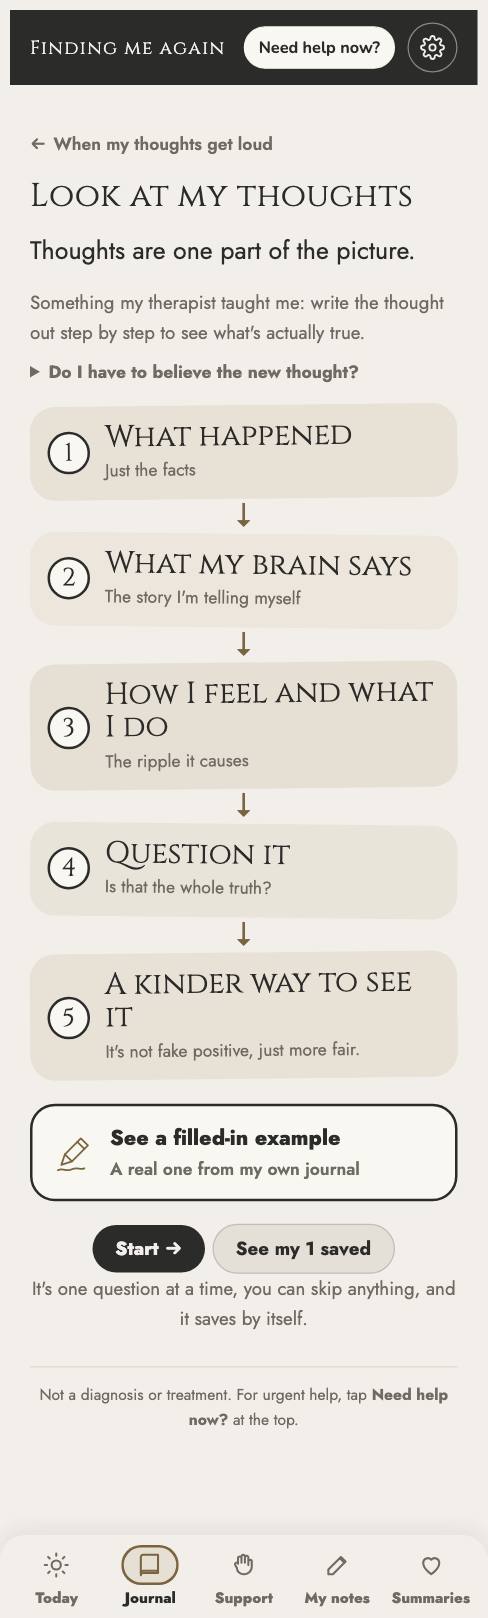 Finding me again
Need help now?
← When my thoughts get loud
Look at my thoughts
Thoughts are one part of the picture.
Something my therapist taught me: write the thought
out step by step to see what's actually true.
▶ Do I have to believe the new thought?
1
What happened
Just the facts
2
What my brain says
The story I'm telling myself
3
How I feel and what
I do
The ripple it causes
4
Question it
Is that the whole truth?
5
A kinder way to see
it
It's not fake positive, just more fair.
See a filled-in example
A real one from my own journal
Start →
See my 1 saved
It's one question at a time, you can skip anything, and
it saves by itself.
Not a diagnosis or treatment. For urgent help, tap Need help
now? at the top.
Today
Journal
Support
My notes
Summaries